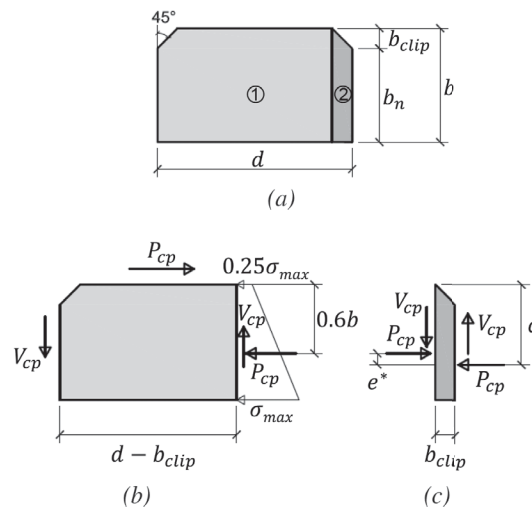 45°
① ②
b_clip
b_n
b
d
(a)
P_cp
0.25σ_max
V_cp
V_cp
0.6b
P_cp
σ_max
d − b_clip
(b)
V_cp
P_cp
V_cp
e*
P_cp
b_clip
(c)